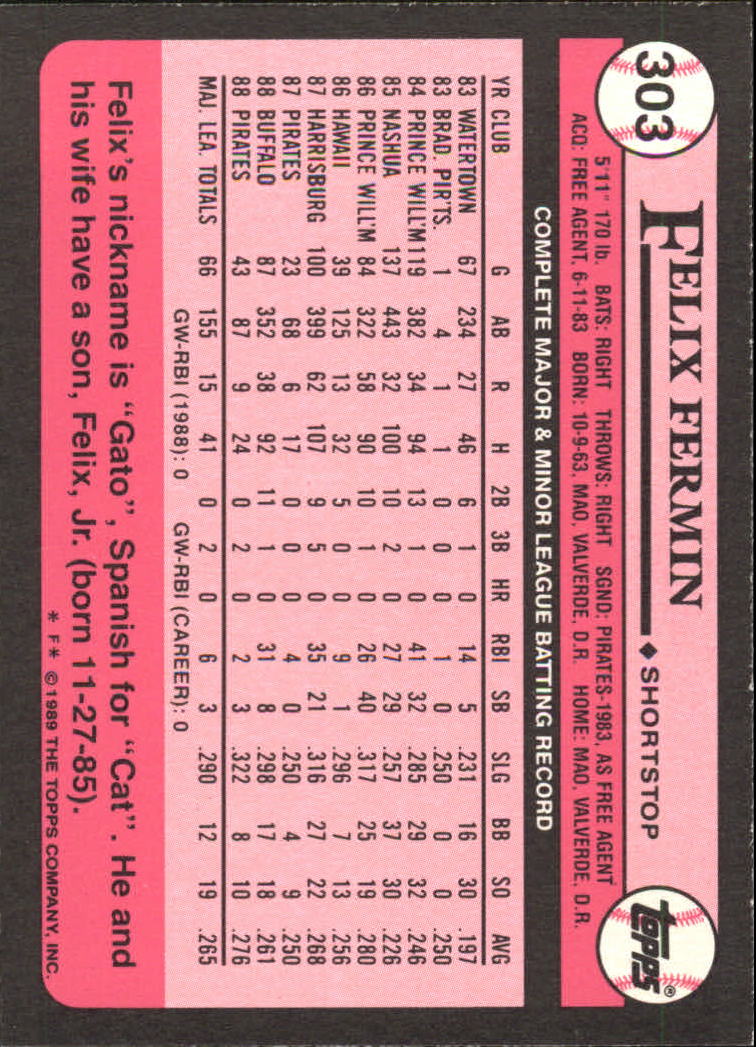 303
FELIX FERMIN ◆SHORTSTOP
topps®
5'11" 170 lb. BATS: RIGHT THROWS: RIGHT SGND: PIRATES-1983, AS FREE AGENT
ACQ: FREE AGENT, 6-11-83 BORN: 10-9-63, MAO, VALVERDE, D.R. HOME: MAO, VALVERDE, D.R.
COMPLETE MAJOR & MINOR LEAGUE BATTING RECORD
YR CLUB G AB R H 2B 3B HR RBI SB SLG BB SO AVG
83 WATERTOWN 67 234 27 46 6 1 0 14 5 .231 16 30 .197
83 BRAD. PIR'TS. 1 4 1 1 0 0 0 1 0 .250 0 0 .250
84 PRINCE WILL'M 119 382 34 94 13 1 0 41 32 .285 29 32 .246
85 NASHUA 137 443 32 100 10 2 0 27 29 .257 37 30 .226
86 PRINCE WILL'M 84 322 58 90 10 1 0 26 40 .317 25 19 .280
86 HAWAII 39 125 13 32 5 0 0 9 1 .296 7 13 .256
87 HARRISBURG 100 399 62 107 9 5 0 35 21 .316 27 22 .268
87 PIRATES 23 68 6 17 0 0 0 4 0 .250 4 9 .250
88 BUFFALO 87 352 38 92 11 1 0 31 8 .298 17 18 .261
88 PIRATES 43 87 9 24 0 2 0 2 3 .322 8 10 .276
MAJ. LEA. TOTALS 66 155 15 41 0 2 0 6 3 .290 12 19 .265
GW-RBI (1988): 0 GW-RBI (CAREER): 0
Felix's nickname is "Gato", Spanish for "Cat". He and
his wife have a son, Felix, Jr. (born 11-27-85).
* F* © 1989 THE TOPPS COMPANY, INC.